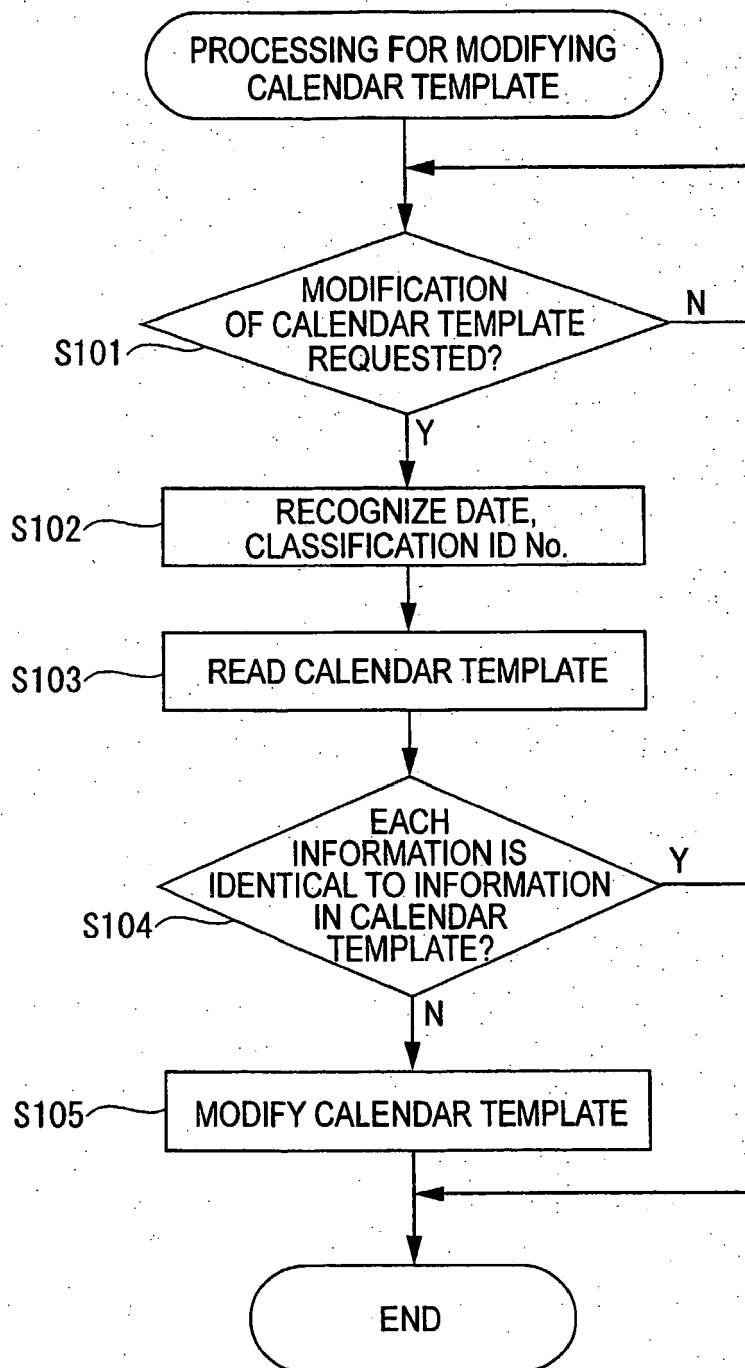 PROCESSING FOR MODIFYING
CALENDAR TEMPLATE
MODIFICATION
OF CALENDAR TEMPLATE
REQUESTED?
N
S101
Y
RECOGNIZE DATE,
CLASSIFICATION ID No.
S102
READ CALENDAR TEMPLATE
S103
EACH
INFORMATION IS
IDENTICAL TO INFORMATION
IN CALENDAR
TEMPLATE?
Y
S104
N
MODIFY CALENDAR TEMPLATE
S105
END